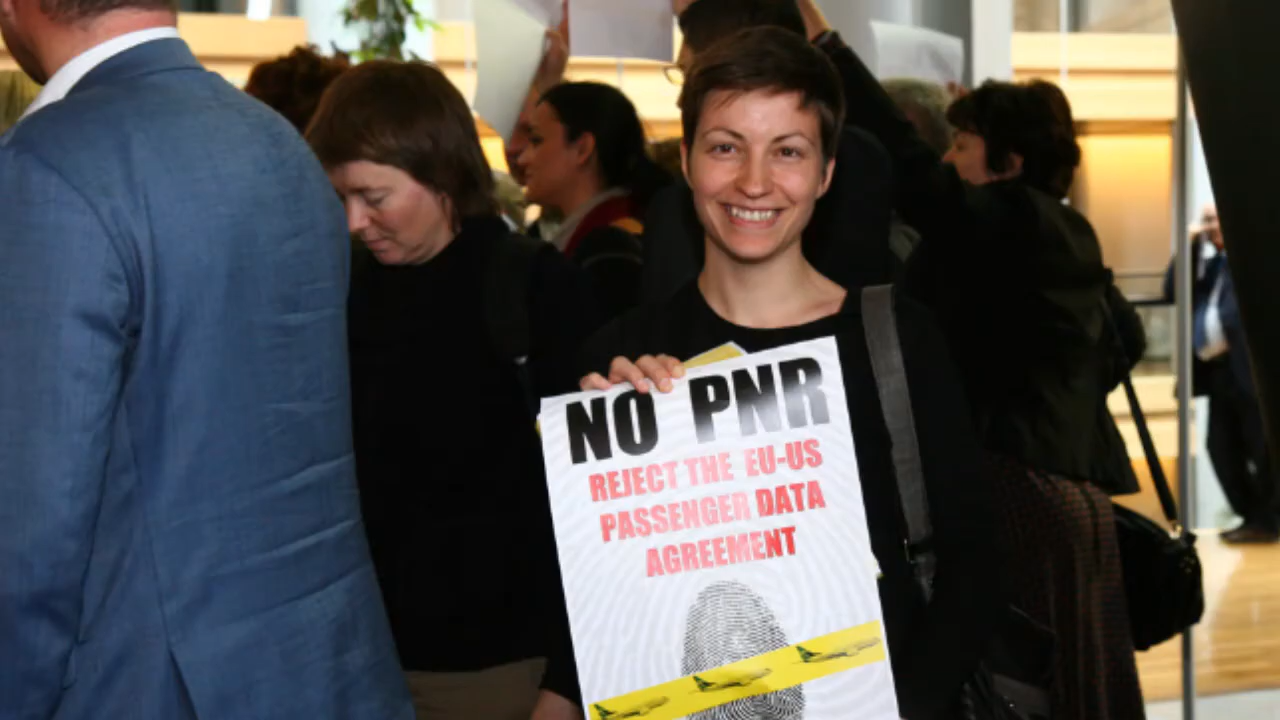 NO PNR
REJECT THE EU-US
PASSENGER DATA
AGREEMENT